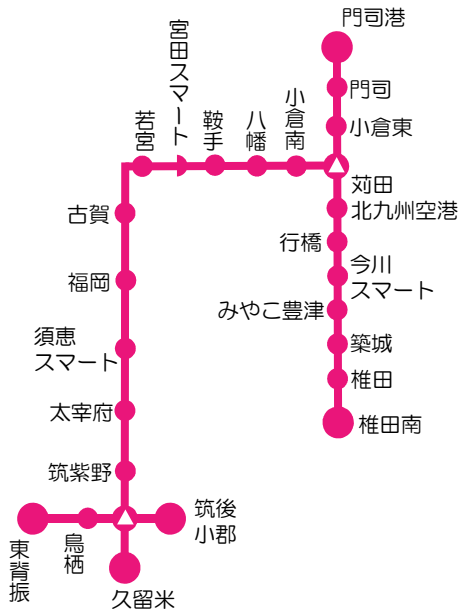 門司港
門司
小倉東
小倉南
八幡
鞍手
宮田スマート
若宮
苅田
北九州空港
行橋
今川
スマート
みやこ豊津
築城
椎田
椎田南
古賀
福岡
須恵
スマート
太宰府
筑紫野
筑後
小郡
鳥栖
東脊振
久留米